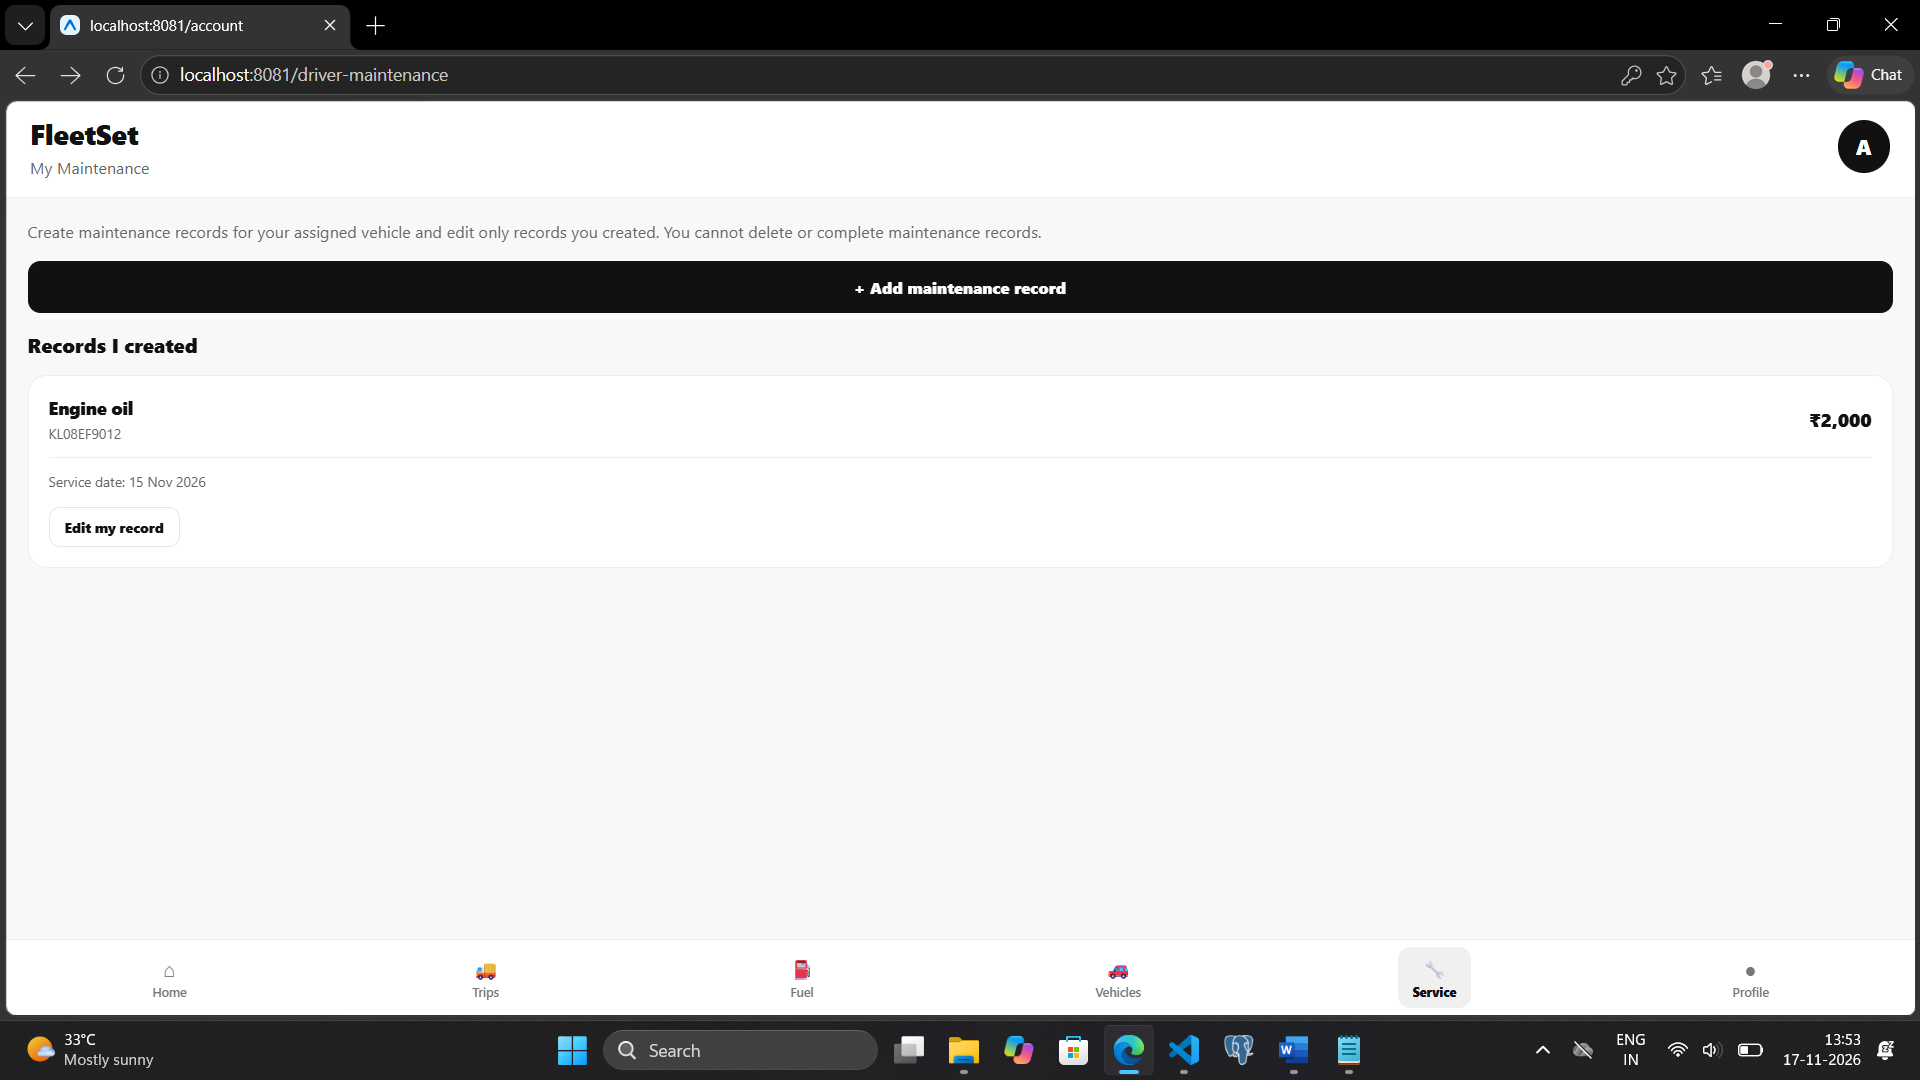 localhost:8081/account
localhost:8081/driver-maintenance
Chat
FleetSet
My Maintenance
A
Create maintenance records for your assigned vehicle and edit only records you created. You cannot delete or complete maintenance records.
+ Add maintenance record
Records I created
Engine oil
KL08EF9012
₹2,000
Service date: 15 Nov 2026
Edit my record
Home
Trips
Fuel
Vehicles
Service
Profile
33°C
Mostly sunny
Search
ENG
IN
13:53
17-11-2026